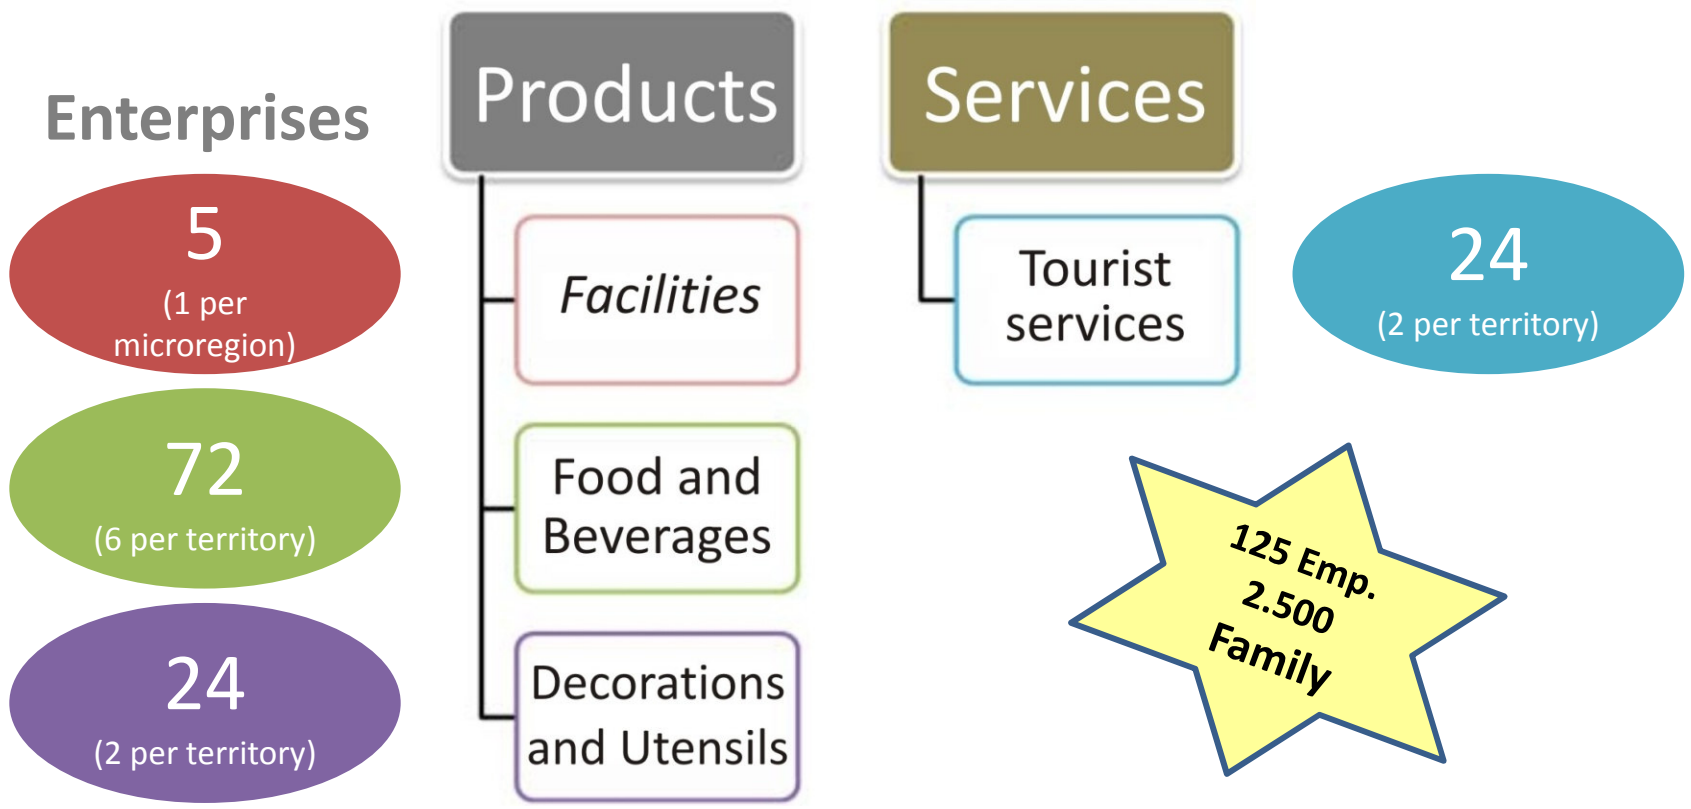 Enterprises
5
(1 per
microregion)
72
(6 per territory)
24
(2 per territory)
Products
Facilities
Food and
Beverages
Decorations
and Utensils
Services
Tourist
services
24
(2 per territory)
125 Emp.
2.500
Family